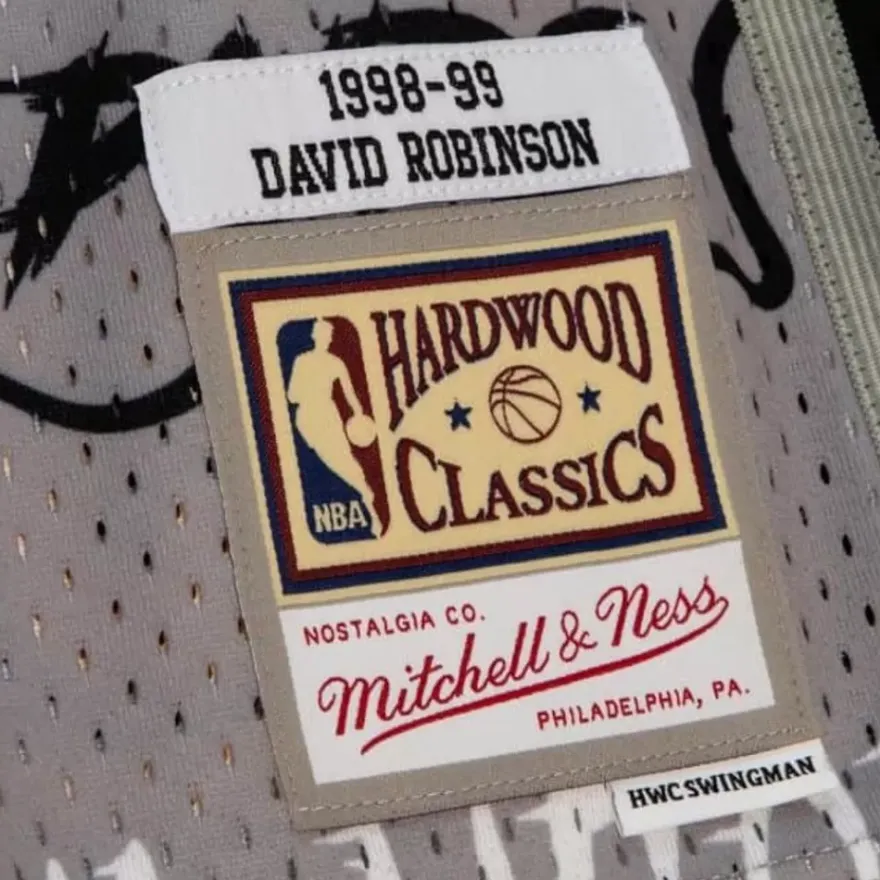 1998-99
DAVID ROBINSON
HARDWOOD
CLASSICS
NBA
NOSTALGIA CO.
Mitchell & Ness
PHILADELPHIA, PA.
HWC SWINGMAN